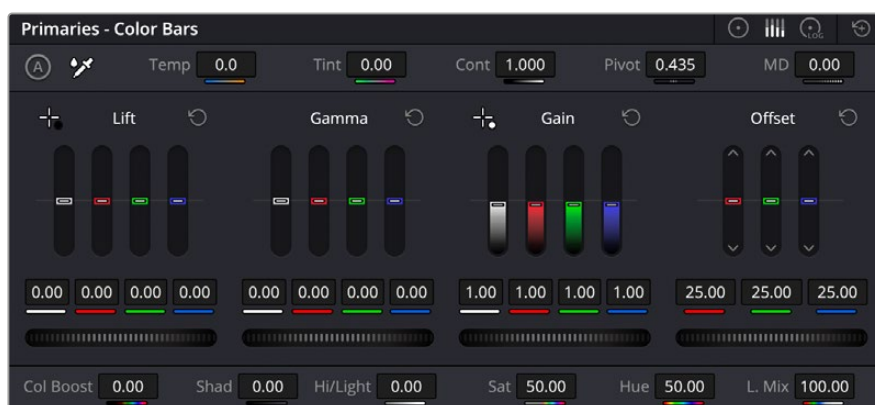 Primaries - Color Bars
LOG
A Temp 0.0 Tint 0.00 Cont 1.000 Pivot 0.435 MD 0.00
Lift Gamma Gain Offset
0.00 0.00 0.00 0.00 0.00 0.00 0.00 0.00 1.00 1.00 1.00 1.00 25.00 25.00 25.00
Col Boost 0.00 Shad 0.00 Hi/Light 0.00 Sat 50.00 Hue 50.00 L. Mix 100.00